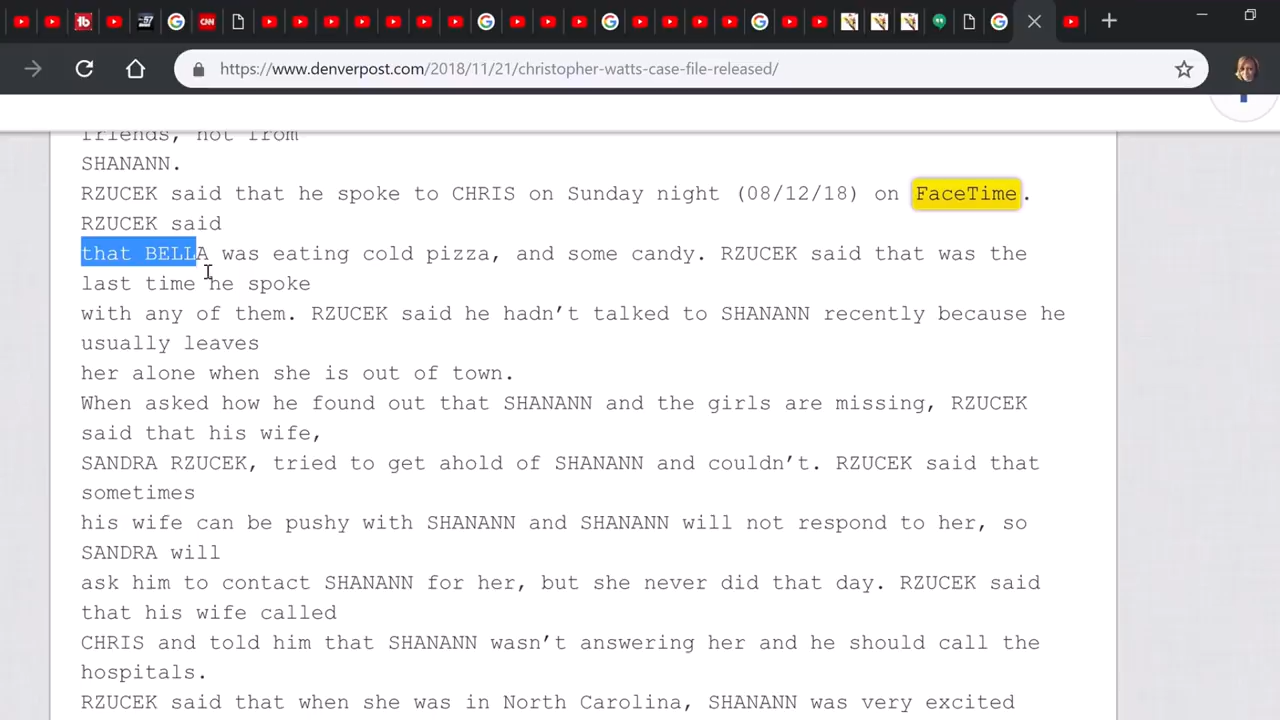 97
CNN
https://www.denverpost.com/2018/11/21/christopher-watts-case-file-released/
friends, not from
SHANANN.
RZUCEK said that he spoke to CHRIS on Sunday night (08/12/18) on FaceTime.
RZUCEK said
that BELLA was eating cold pizza, and some candy. RZUCEK said that was the
last time he spoke
with any of them. RZUCEK said he hadn't talked to SHANANN recently because he
usually leaves
her alone when she is out of town.
When asked how he found out that SHANANN and the girls are missing, RZUCEK
said that his wife,
SANDRA RZUCEK, tried to get ahold of SHANANN and couldn't. RZUCEK said that
sometimes
his wife can be pushy with SHANANN and SHANANN will not respond to her, so
SANDRA will
ask him to contact SHANANN for her, but she never did that day. RZUCEK said
that his wife called
CHRIS and told him that SHANANN wasn't answering her and he should call the
hospitals.
RZUCEK said that when she was in North Carolina, SHANANN was very excited